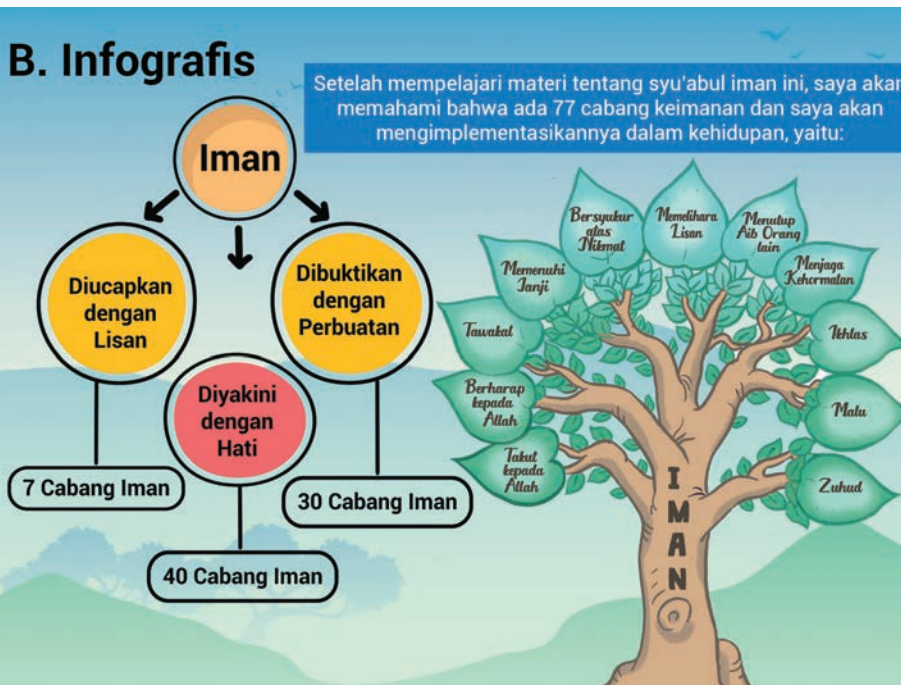 B. Infografis
Setelah mempelajari materi tentang syu'abul iman ini, saya akan
memahami bahwa ada 77 cabang keimanan dan saya akan
mengimplementasikannya dalam kehidupan, yaitu:
Iman
Diucapkan
dengan
Lisan
Dibuktikan
dengan
Perbuatan
Diyakini
dengan
Hati
7 Cabang Iman
30 Cabang Iman
40 Cabang Iman
Takut
kepada
Allah
Berharap
kepada
Allah
Tawakal
Memenuhi
Janji
Bersyukur
atas
Nikmat
Memelihara
Lisan
Menutup
Aib Orang
lain
Menjaga
Kehormatan
Ikhlas
Malu
Zuhud
I
M
A
N